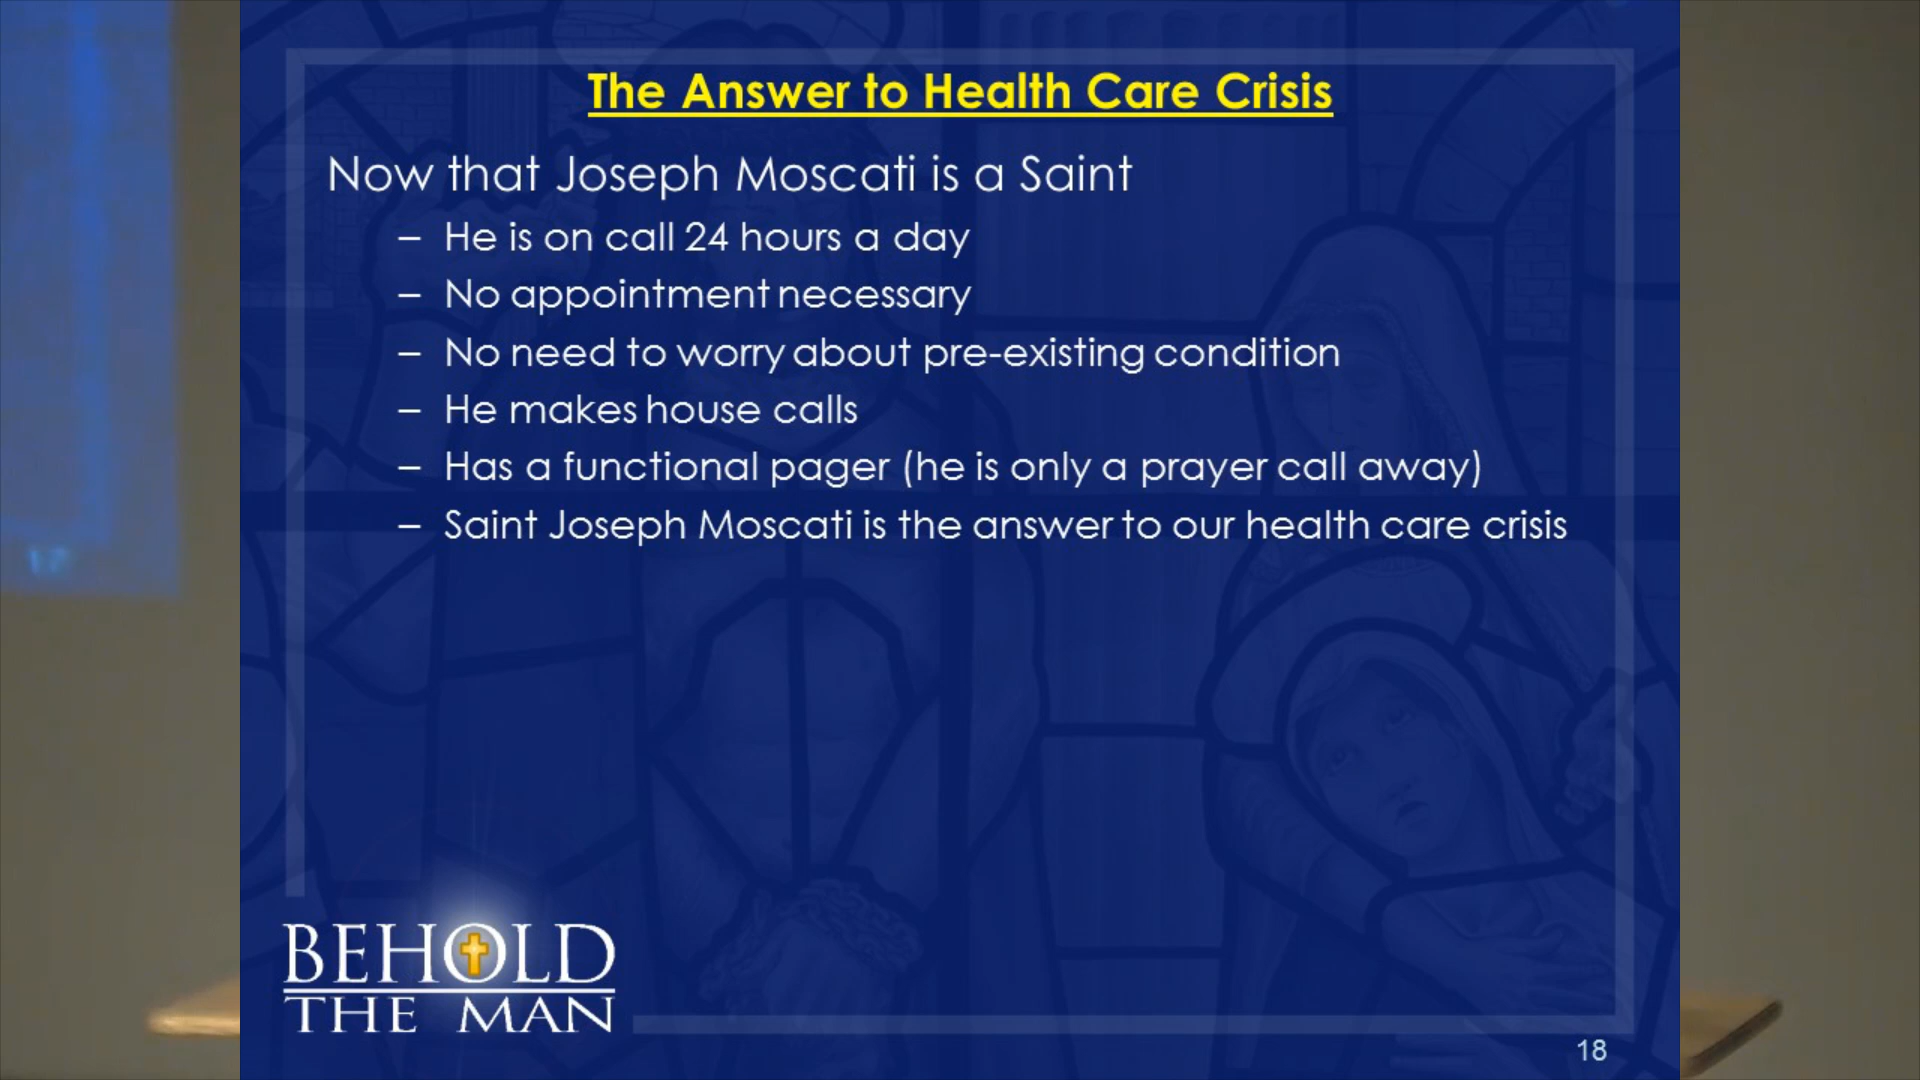 The Answer to Health Care Crisis
Now that Joseph Moscati is a Saint
– He is on call 24 hours a day
– No appointment necessary
– No need to worry about pre-existing condition
– He makes house calls
– Has a functional pager (he is only a prayer call away)
– Saint Joseph Moscati is the answer to our health care crisis
BEHOLD
THE MAN
18